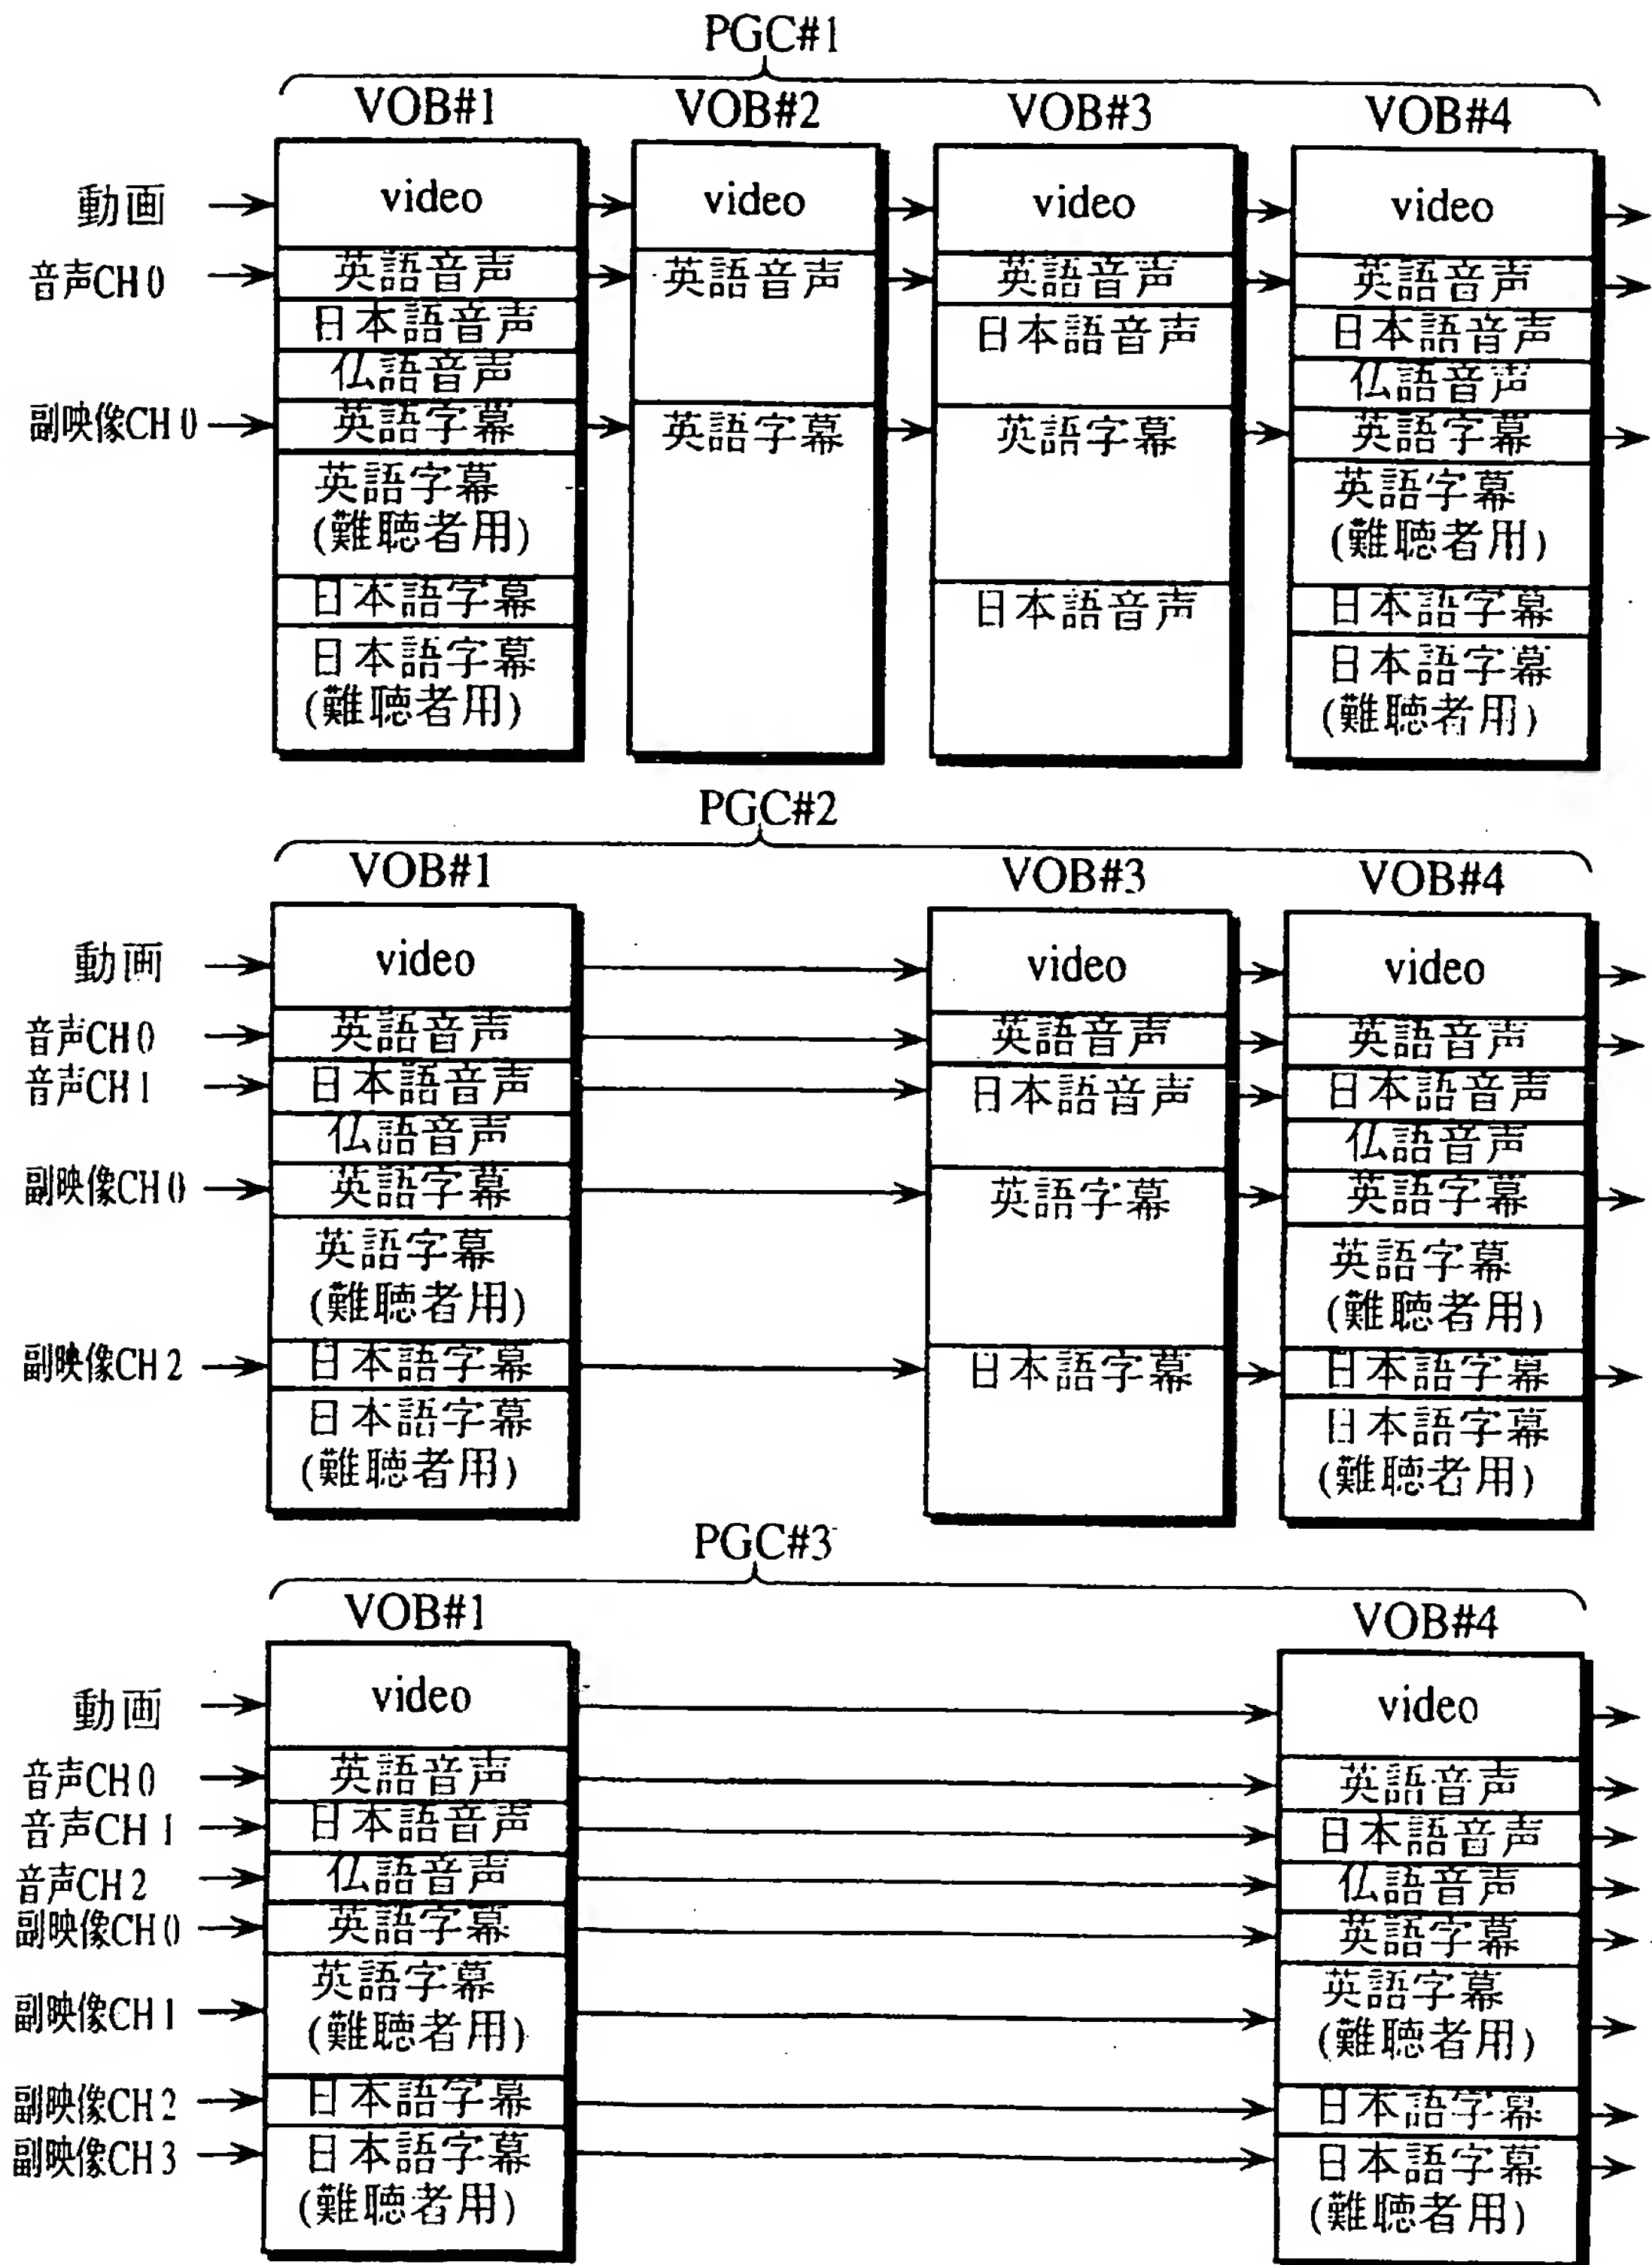 PGC#1
VOB#1 VOB#2 VOB#3 VOB#4
動画 video video video video
音声CH0 英語音声 英語音声 英語音声 英語音声
日本語音声 日本語音声 日本語音声
仏語音声 仏語音声
副映像CH0 英語字幕 英語字幕 英語字幕 英語字幕
英語字幕 英語字幕
(難聴者用) (難聴者用)
日本語字幕 日本語音声 日本語字幕
日本語字幕 日本語字幕
(難聴者用) (難聴者用)
PGC#2
VOB#1 VOB#3 VOB#4
動画 video video video
音声CH0 英語音声 英語音声 英語音声
音声CH1 日本語音声 日本語音声 日本語音声
仏語音声 仏語音声
副映像CH0 英語字幕 英語字幕 英語字幕
英語字幕 英語字幕
(難聴者用) (難聴者用)
副映像CH2 日本語字幕 日本語字幕 日本語字幕
日本語字幕 日本語字幕
(難聴者用) (難聴者用)
PGC#3
VOB#1 VOB#4
動画 video video
音声CH0 英語音声 英語音声
音声CH1 日本語音声 日本語音声
音声CH2 仏語音声 仏語音声
副映像CH0 英語字幕 英語字幕
英語字幕 英語字幕
副映像CH1 (難聴者用) (難聴者用)
副映像CH2 日本語字幕 日本語字幕
副映像CH3 日本語字幕 日本語字幕
(難聴者用) (難聴者用)